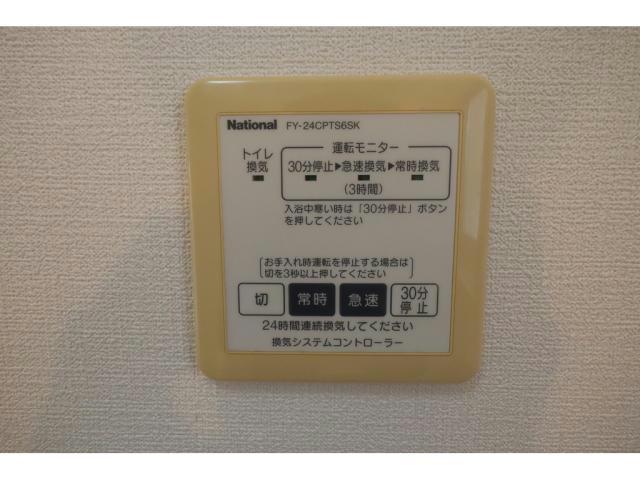 National FY-24CPTS6SK
運転モニター
トイレ
換気
30分停止▶急速換気▶常時換気
(3時間)
入浴中寒い時は「30分停止」ボタン
を押してください
お手入れ時運転を停止する場合は
切を3秒以上押してください
切 常時 急速 30分
停止
24時間連続換気してください
換気システムコントローラー